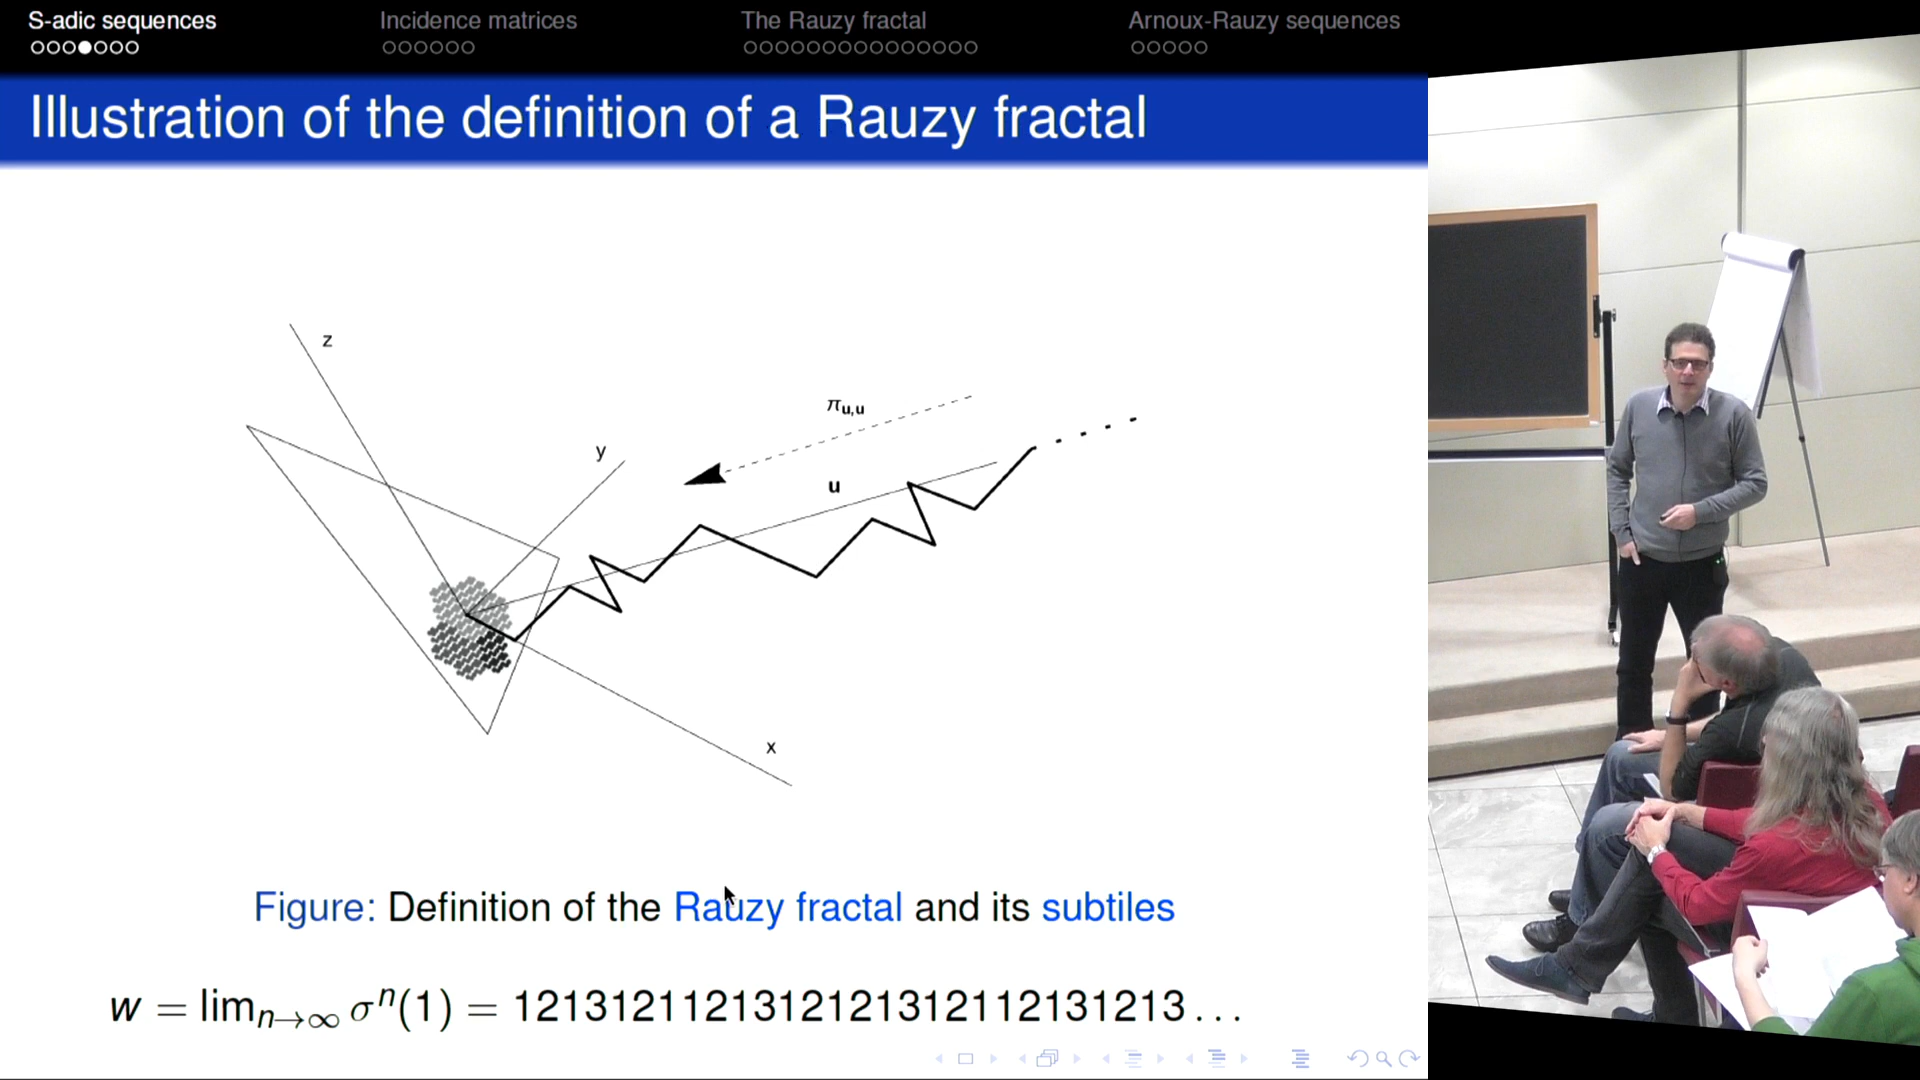 S-adic sequences Incidence matrices The Rauzy fractal Arnoux-Rauzy sequences
Illustration of the definition of a Rauzy fractal
z
π_{u,u}
y
u
x
Figure: Definition of the Rauzy fractal and its subtiles
w = lim_{n→∞} σ^n(1) = 1213121121312121312112131213...